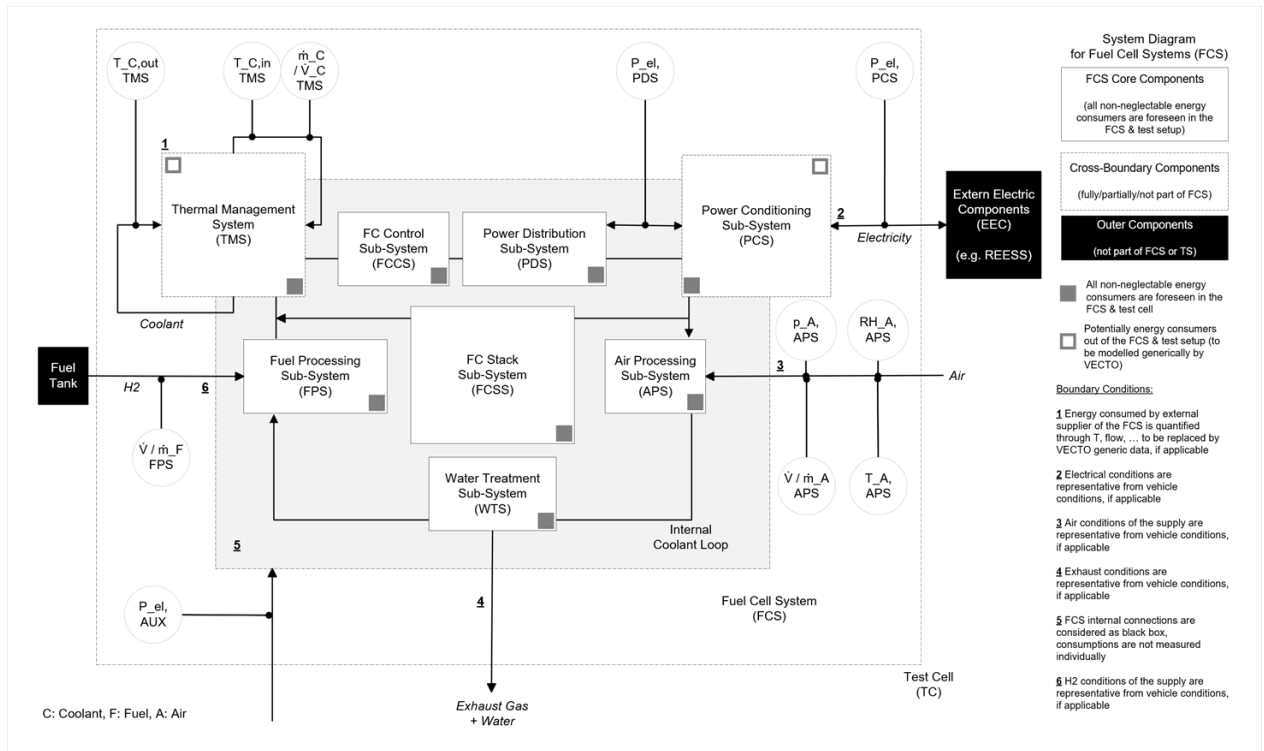 System Diagram
for Fuel Cell Systems (FCS)
T_C,out
TMS
T_C,in
TMS
ṁ_C
/ V̇_C
TMS
P_el,
PDS
P_el,
PCS
FCS Core Components
(all non-neglectable energy
consumers are foreseen in the
FCS & test setup)
Cross-Boundary Components
(fully/partially/not part of FCS)
Outer Components
(not part of FCS or TS)
1
Thermal Management
System
(TMS)
FC Control
Sub-System
(FCCS)
Power Distribution
Sub-System
(PDS)
Power Conditioning
Sub-System
(PCS)
2
Electricity
Extern Electric
Components
(EEC)
(e.g. REESS)
Coolant
All non-neglectable energy
consumers are foreseen in the
FCS & test cell
Potentially energy consumers
out of the FCS & test setup (to
be modelled generically by
VECTO)
p_A,
APS
RH_A,
APS
Fuel
Tank
H2
6
Fuel Processing
Sub-System
(FPS)
FC Stack
Sub-System
(FCSS)
Air Processing
Sub-System
(APS)
3
Air
V̇ / ṁ_F
FPS
V̇ / ṁ_A
APS
T_A,
APS
Water Treatment
Sub-System
(WTS)
Internal
Coolant Loop
5
P_el,
AUX
4
Fuel Cell System
(FCS)
Test Cell
(TC)
Exhaust Gas
+ Water
C: Coolant, F: Fuel, A: Air
Boundary Conditions:
1 Energy consumed by external
supplier of the FCS is quantified
through T, flow, … to be replaced by
VECTO generic data, if applicable
2 Electrical conditions are
representative from vehicle
conditions, if applicable
3 Air conditions of the supply are
representative from vehicle conditions,
if applicable
4 Exhaust conditions are
representative from vehicle conditions,
if applicable
5 FCS internal connections are
considered as black box,
consumptions are not measured
individually
6 H2 conditions of the supply are
representative from vehicle conditions,
if applicable